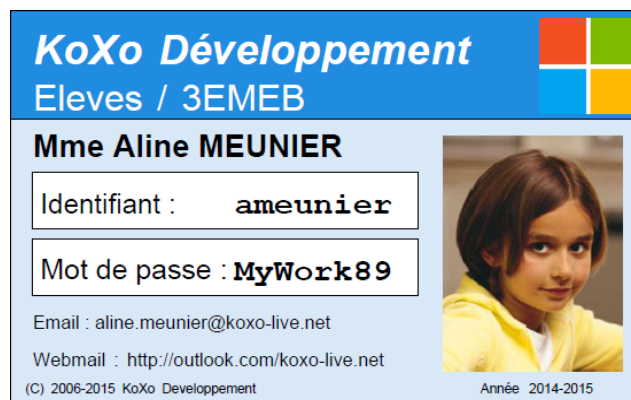 KoXo Développement
Eleves / 3EMEB
Mme Aline MEUNIER
Identifiant : ameunier
Mot de passe : MyWork89
Email : aline.meunier@koxo-live.net
Webmail : http://outlook.com/koxo-live.net
(C) 2006-2015 KoXo Developpement Année 2014-2015